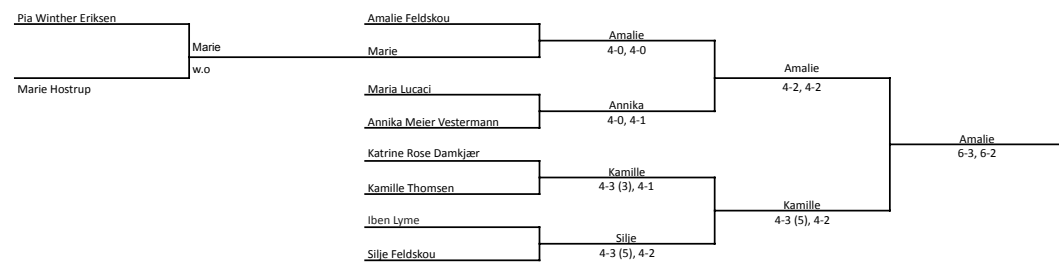 Pia Winther Eriksen
Marie
w.o
Marie Hostrup
Amalie Feldskou
Marie
Amalie
4-0, 4-0
Maria Lucaci
Annika Meier Vestermann
Annika
4-0, 4-1
Amalie
4-2, 4-2
Katrine Rose Damkjær
Kamille Thomsen
Kamille
4-3 (3), 4-1
Iben Lyme
Silje Feldskou
Silje
4-3 (5), 4-2
Kamille
4-3 (5), 4-2
Amalie
6-3, 6-2